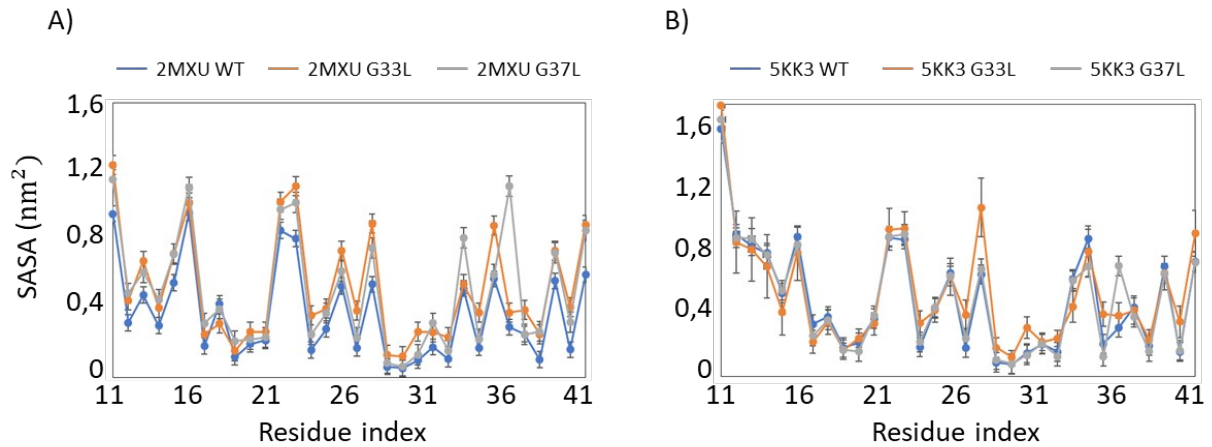 A)
2MXU WT 2MXU G33L 2MXU G37L
SASA (nm²)
1,6
1,2
0,8
0,4
0
11 16 21 26 31 36 41
Residue index
B)
5KK3 WT 5KK3 G33L 5KK3 G37L
1,6
1,2
0,8
0,4
0
11 16 21 26 31 36 41
Residue index